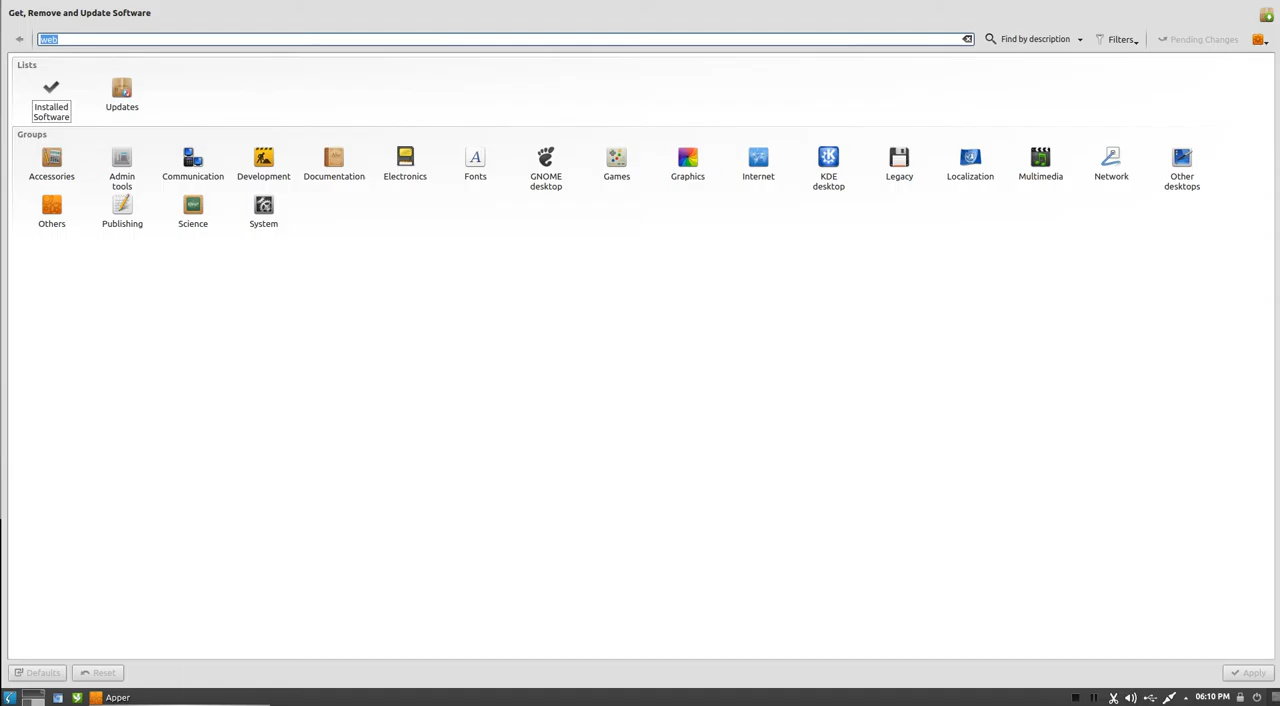 Get, Remove and Update Software
web
Find by description
Filters
Pending Changes
Lists
Installed
Software
Updates
Groups
Accessories
Admin
tools
Communication
Development
Documentation
Electronics
Fonts
GNOME
desktop
Games
Graphics
Internet
KDE
desktop
Legacy
Localization
Multimedia
Network
Other
desktops
Others
Publishing
Science
System
Defaults
Reset
Apply
Apper
06:10 PM